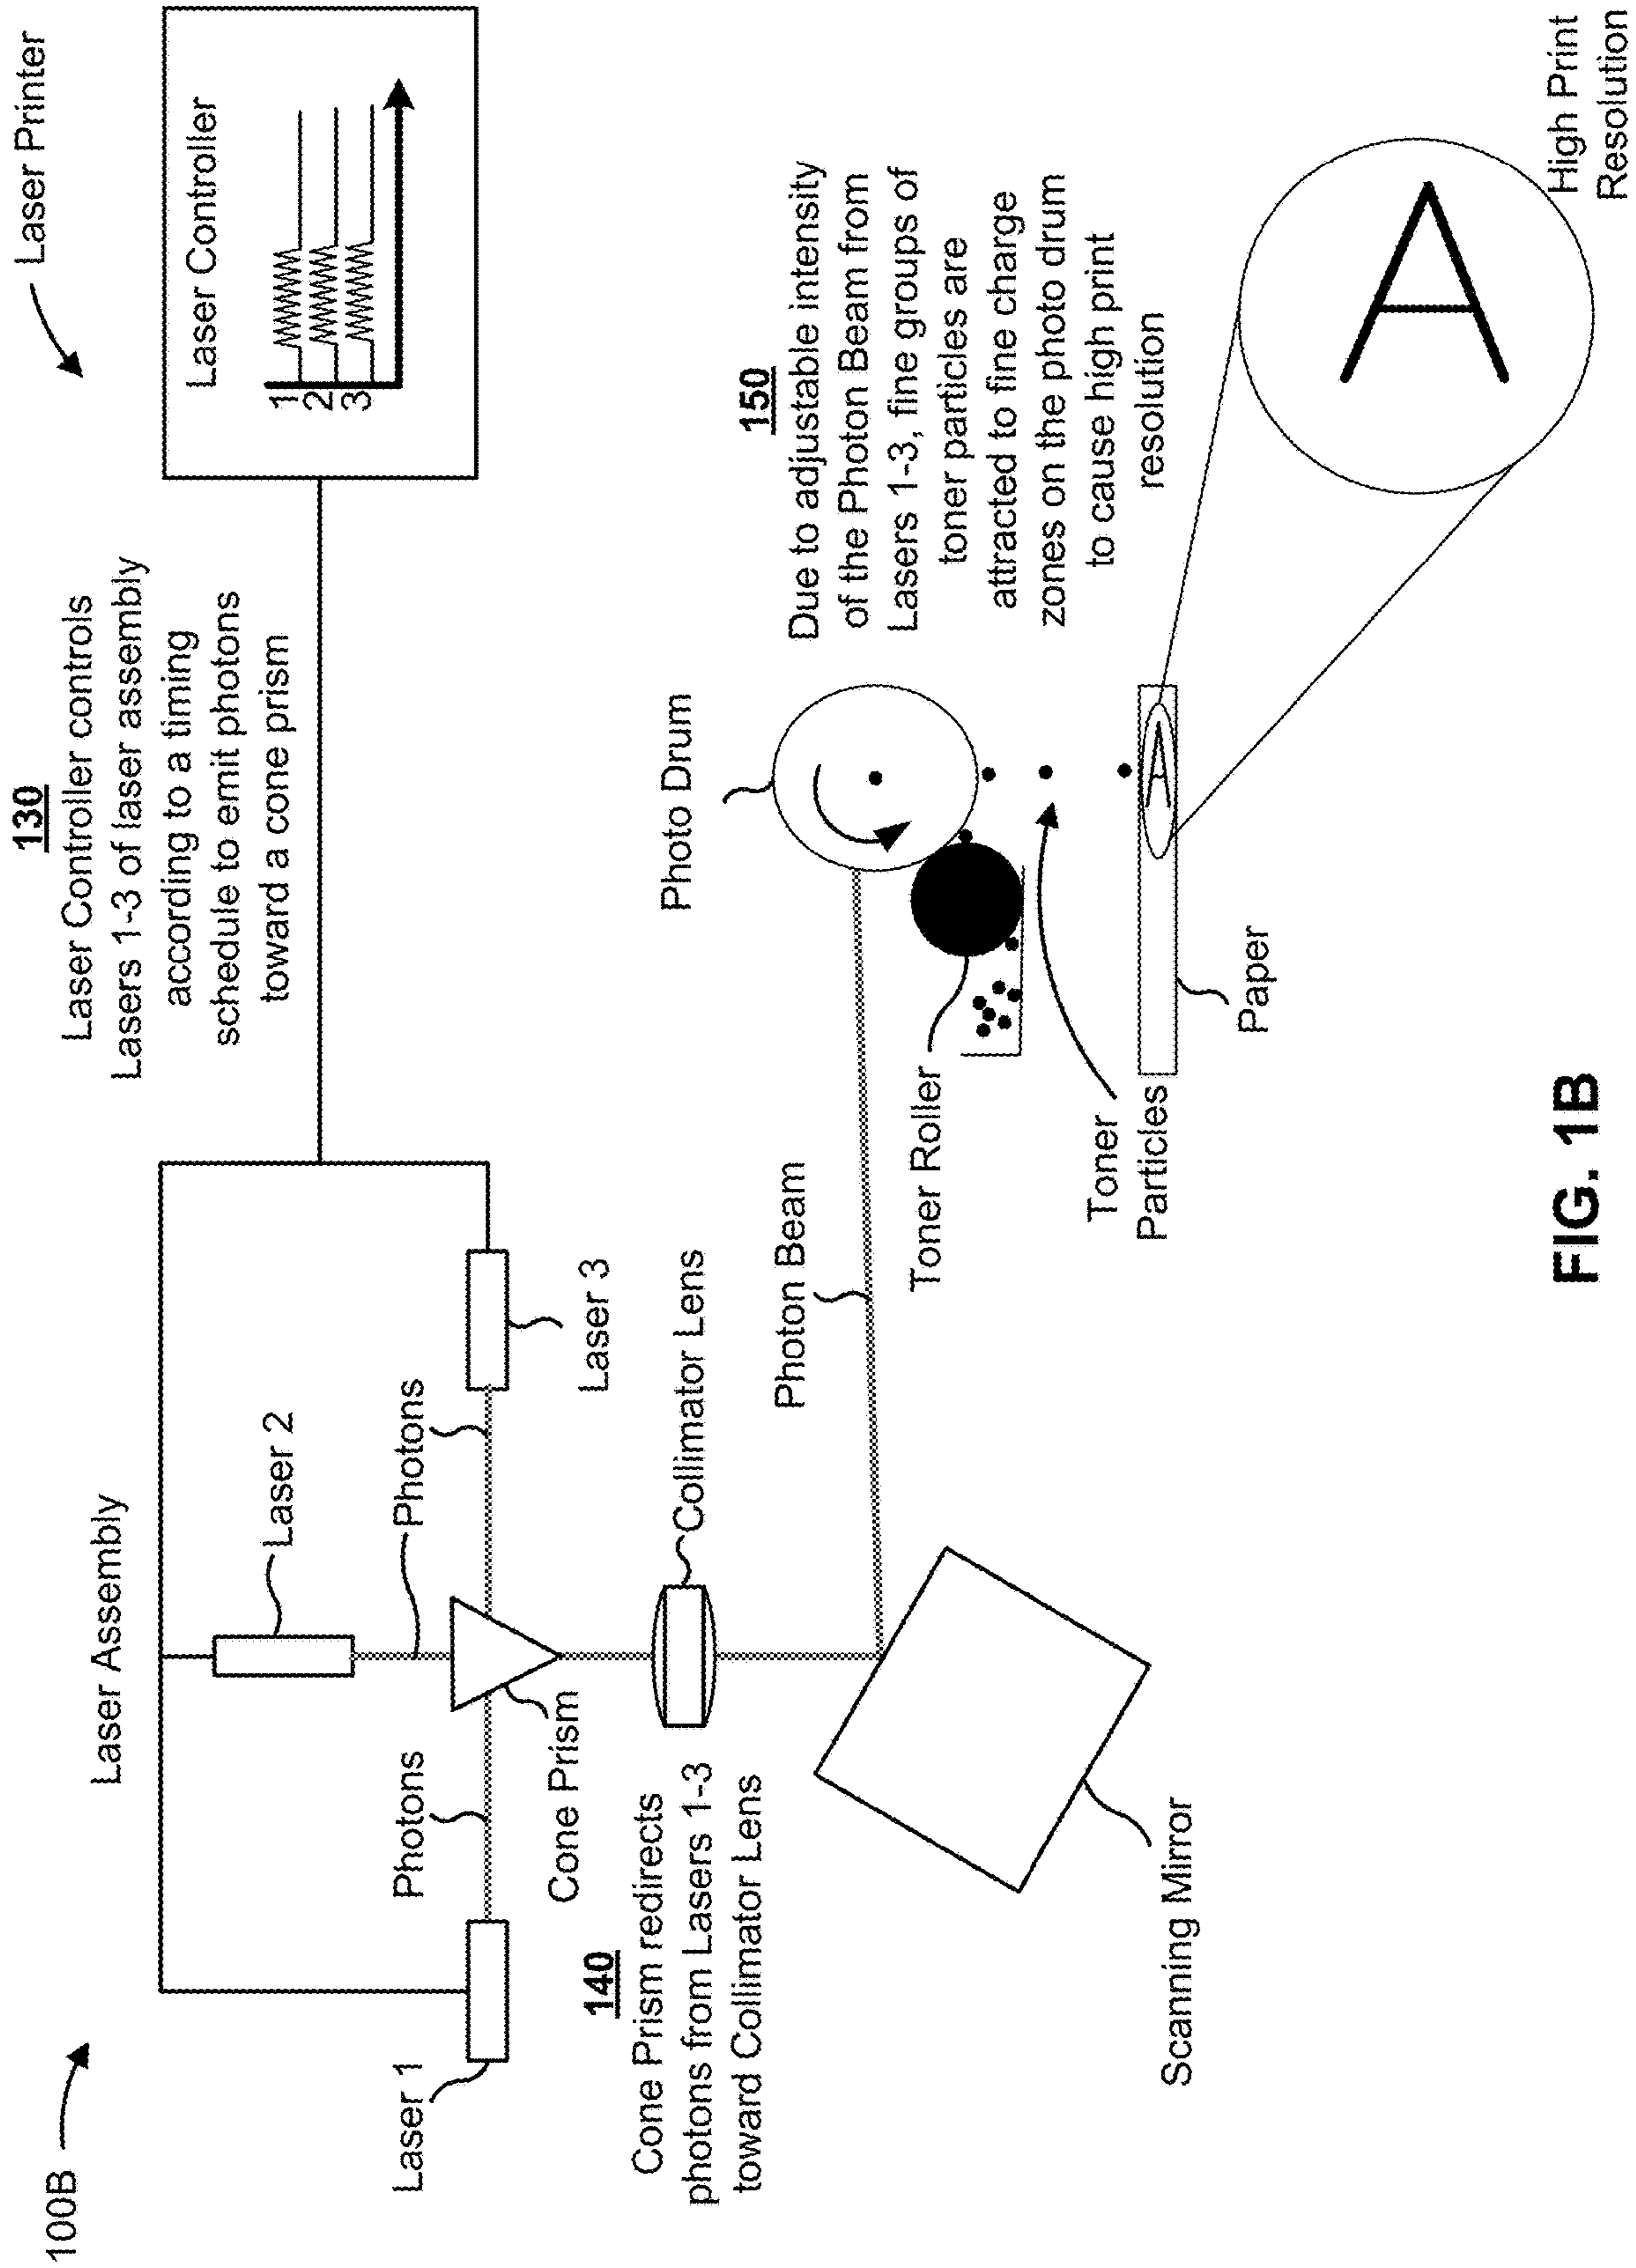 100B
Laser Printer
Laser Assembly
130
Laser Controller controls
Lasers 1-3 of laser assembly
according to a timing
schedule to emit photons
toward a cone prism
Laser Controller
1
2
3
Laser 2
Laser 1
Photons
Photons
Cone Prism
Laser 3
140
Cone Prism redirects
photons from Lasers 1-3
toward Collimator Lens
Collimator Lens
Photo Drum
150
Due to adjustable intensity
of the Photon Beam from
Lasers 1-3, fine groups of
toner particles are
attracted to fine charge
zones on the photo drum
to cause high print
resolution
Photon Beam
Toner Roller
Toner
Particles
Scanning Mirror
Paper
A
A
High Print
Resolution
FIG. 1B